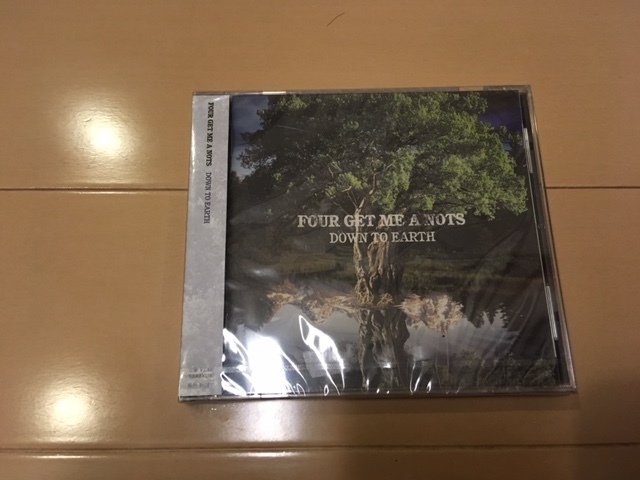 FOUR GET ME A NOTS DOWN TO EARTH
FOUR GET ME A NOTS
DOWN TO EARTH